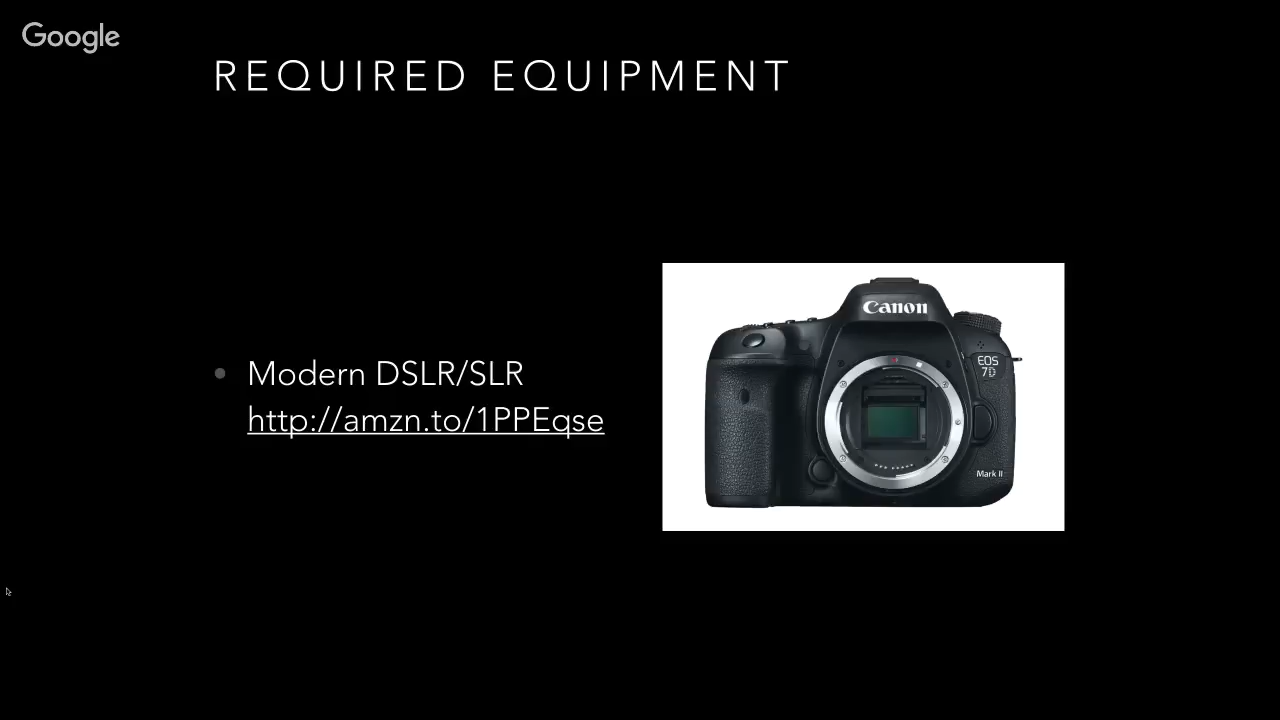 Google
REQUIRED EQUIPMENT
Modern DSLR/SLR
http://amzn.to/1PPEqse
Canon
EOS
7D
Mark II